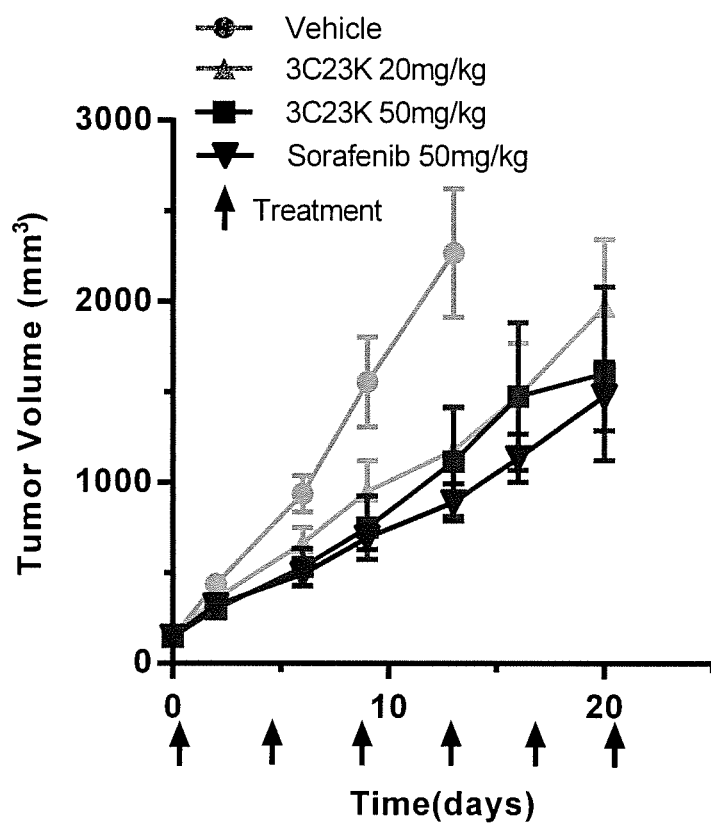 Vehicle
3C23K 20mg/kg
3C23K 50mg/kg
Sorafenib 50mg/kg
Treatment
Tumor Volume (mm³)
3000
2000
1000
0
0 10 20
Time(days)